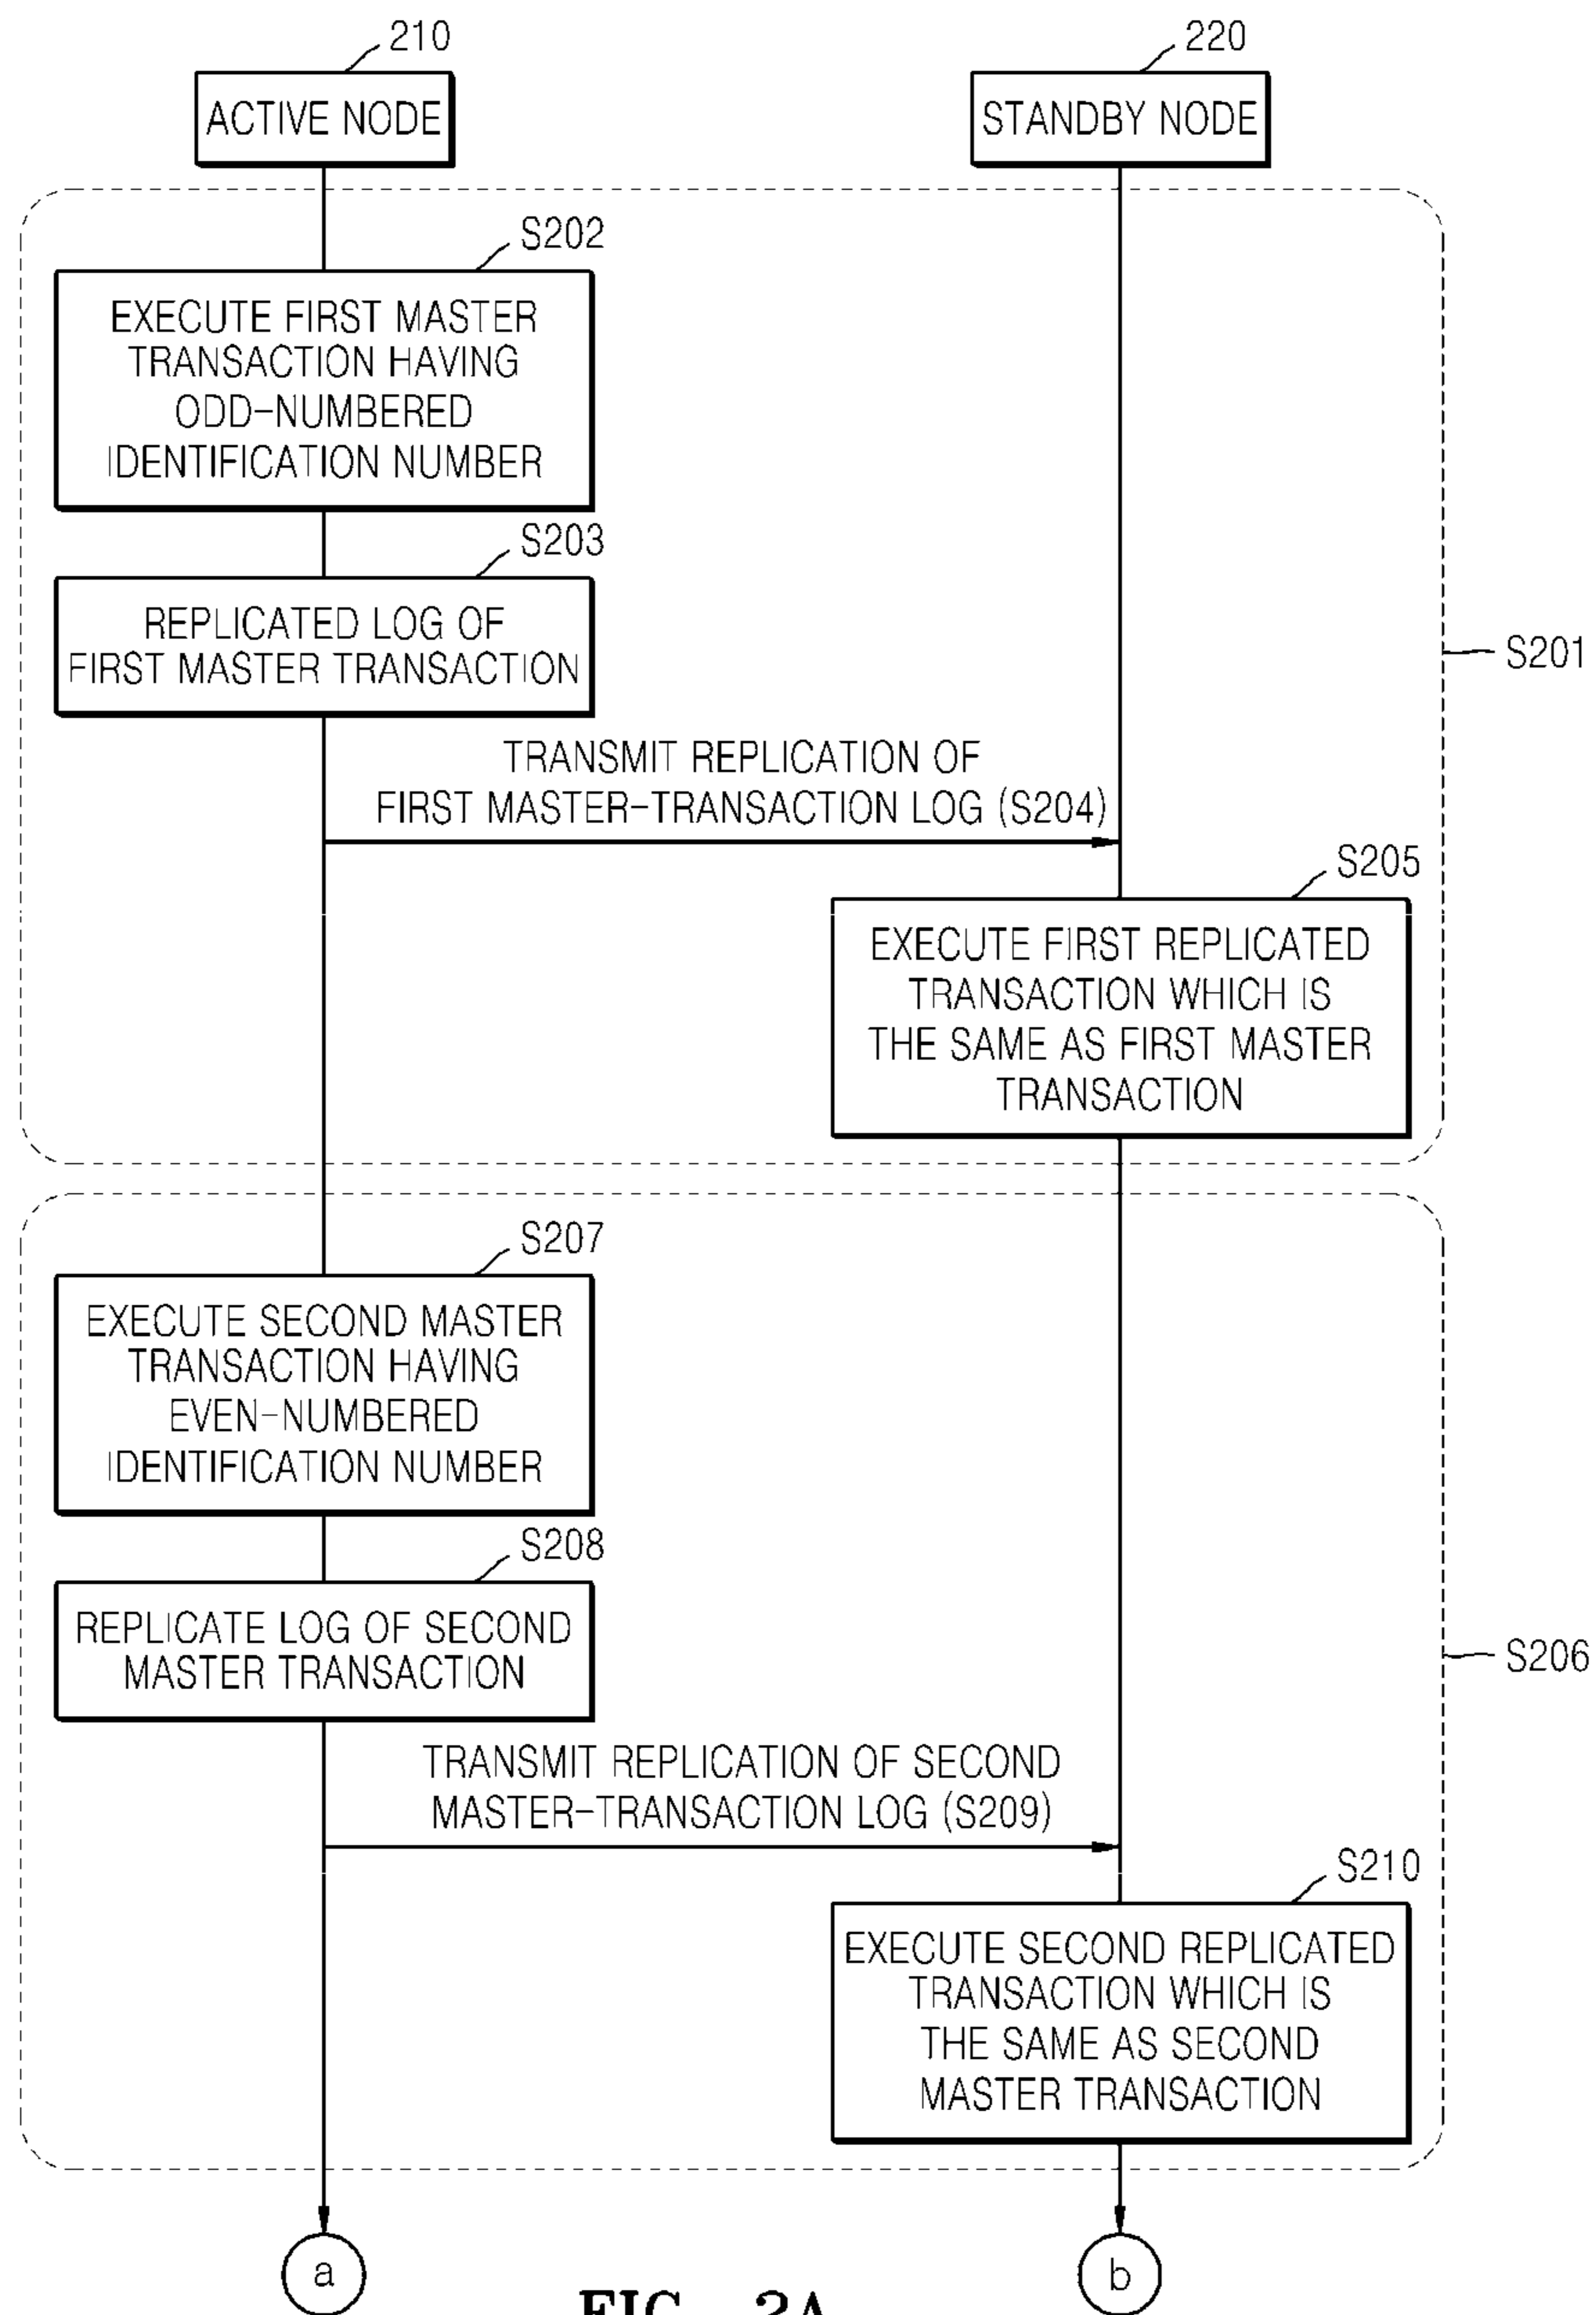 210
220
ACTIVE NODE
STANDBY NODE
S202
EXECUTE FIRST MASTER
TRANSACTION HAVING
ODD-NUMBERED
IDENTIFICATION NUMBER
S203
REPLICATED LOG OF
FIRST MASTER TRANSACTION
S201
TRANSMIT REPLICATION OF
FIRST MASTER-TRANSACTION LOG (S204)
S205
EXECUTE FIRST REPLICATED
TRANSACTION WHICH IS
THE SAME AS FIRST MASTER
TRANSACTION
S207
EXECUTE SECOND MASTER
TRANSACTION HAVING
EVEN-NUMBERED
IDENTIFICATION NUMBER
S208
REPLICATE LOG OF SECOND
MASTER TRANSACTION
S206
TRANSMIT REPLICATION OF SECOND
MASTER-TRANSACTION LOG (S209)
S210
EXECUTE SECOND REPLICATED
TRANSACTION WHICH IS
THE SAME AS SECOND
MASTER TRANSACTION
a
b